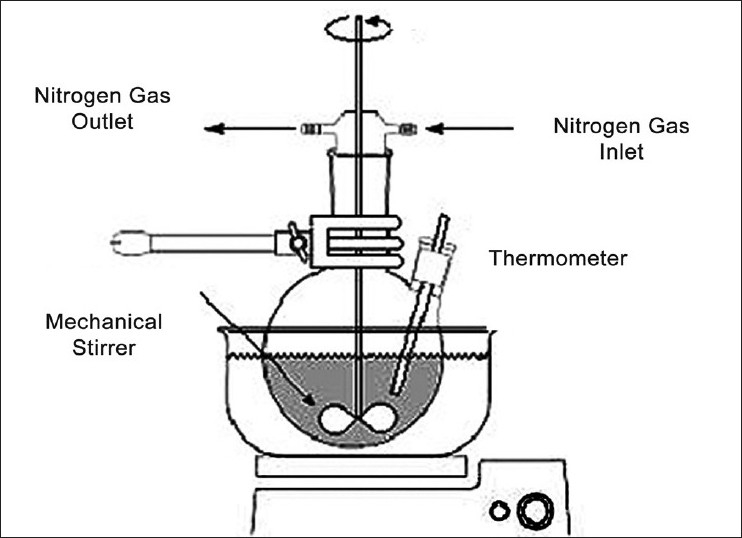 Nitrogen Gas
Outlet
Nitrogen Gas
Inlet
Thermometer
Mechanical
Stirrer